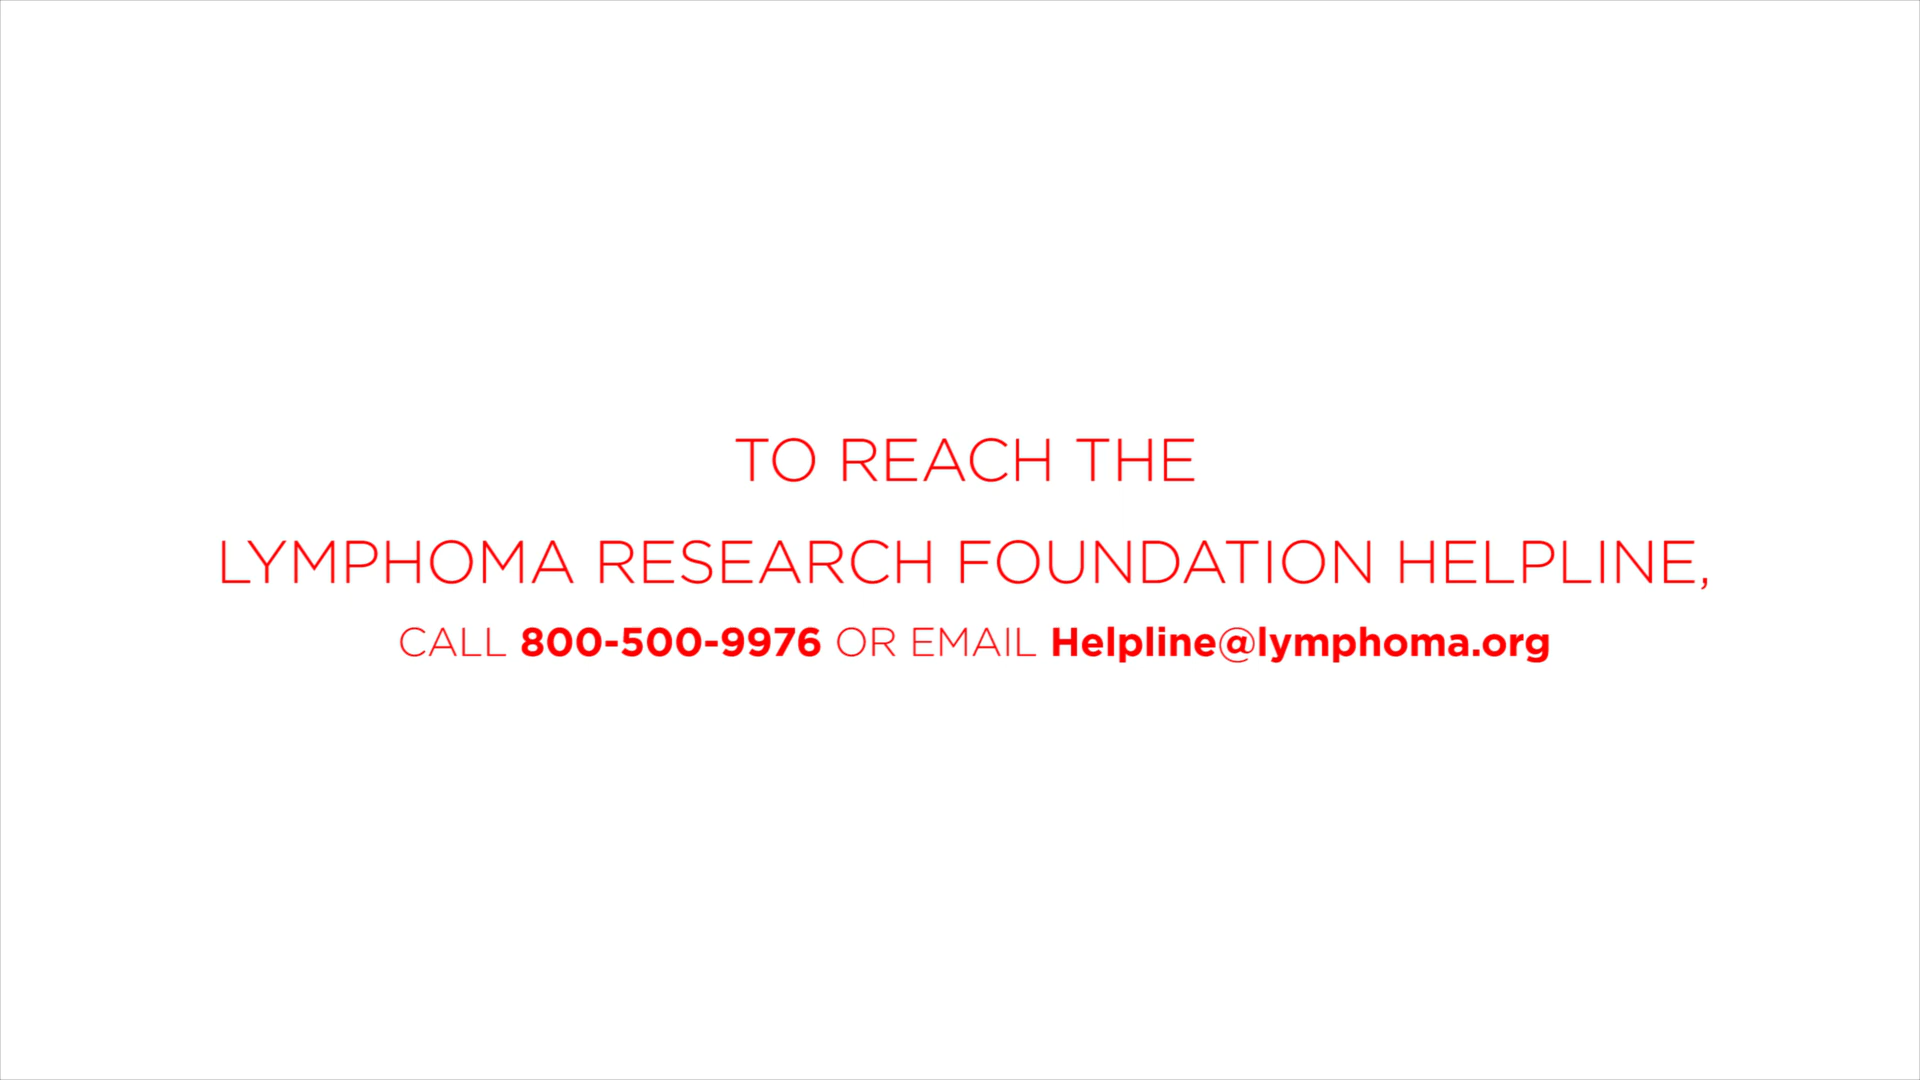 TO REACH THE
LYMPHOMA RESEARCH FOUNDATION HELPLINE,
CALL 800-500-9976 OR EMAIL Helpline@lymphoma.org